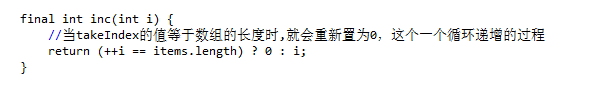 final int inc(int i) {
    //当takeIndex的值等于数组的长度时,就会重新置为0，这个一个循环递增的过程
    return (++i == items.length) ? 0 : i;
}